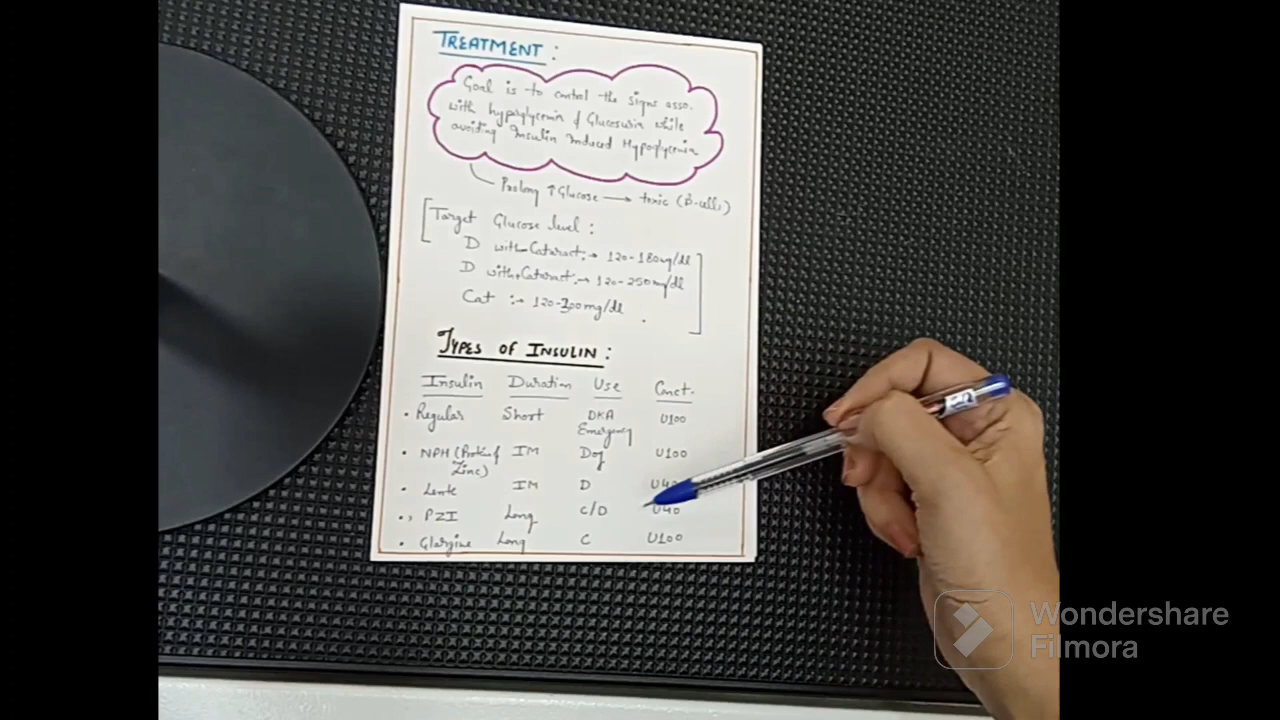 TREATMENT :
Goal is to control the signs asso.
with hyperglycemia & Glucosuria while
avoiding Insulin Induced Hypoglycemia
Prolong ↑ Glucose → toxic (β-cells)
[Target Glucose level :
D with-Cataract :→ 120-180mg/dl
D with+Cataract :→ 120-250mg/dl
Cat :→ 120-300mg/dl
TYPES OF INSULIN :
Insulin Duration Use Conct.
• Regular Short DKA U100
Emergency
• NPH ( of IM Dog U100
Zinc)
• Lente IM D U40
• PZI Long C/D U40
• Glargine Long C U100
Wondershare
Filmora